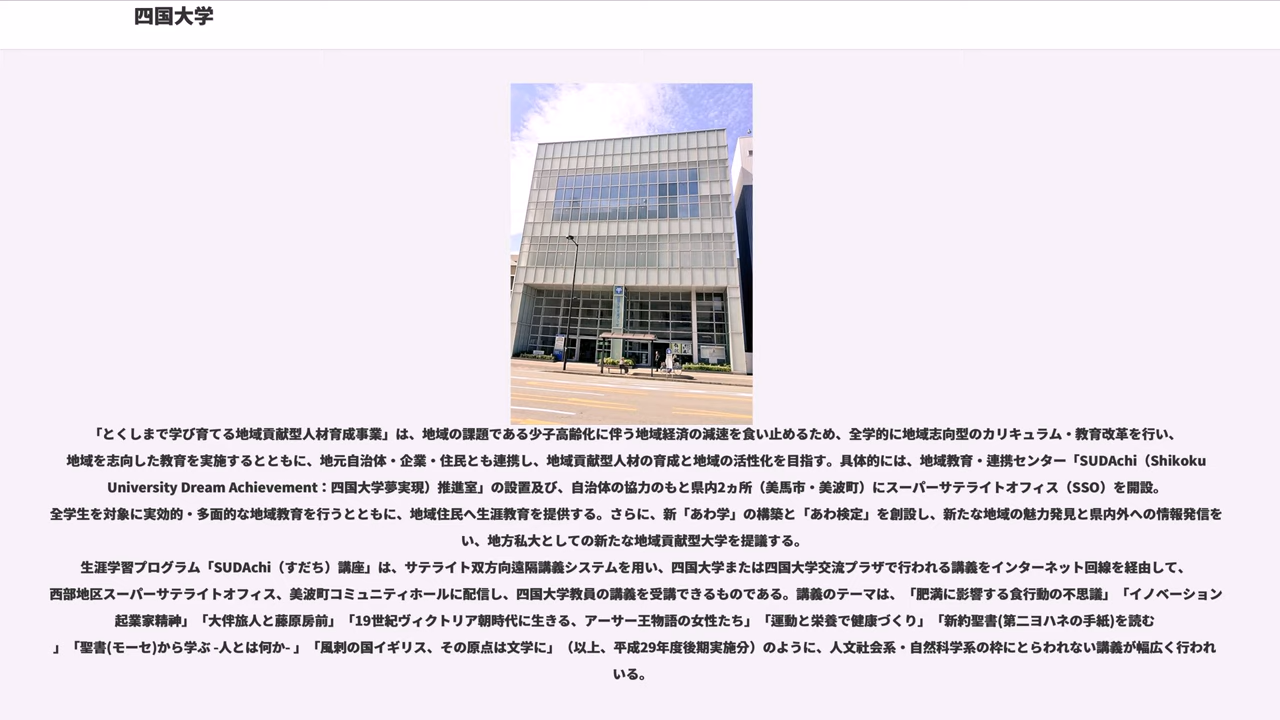 四国大学
「とくしまで学び育てる地域貢献型人材育成事業」は、地域の課題である少子高齢化に伴う地域経済の減速を食い止めるため、全学的に地域志向型のカリキュラム・教育改革を行い、
地域を志向した教育を実施するとともに、地元自治体・企業・住民とも連携し、地域貢献型人材の育成と地域の活性化を目指す。具体的には、地域教育・連携センター「SUDAchi（Shikoku
University Dream Achievement：四国大学夢実現）推進室」の設置及び、自治体の協力のもと県内2ヵ所（美馬市・美波町）にスーパーサテライトオフィス（SSO）を開設。
全学生を対象に実効的・多面的な地域教育を行うとともに、地域住民へ生涯教育を提供する。さらに、新「あわ学」の構築と「あわ検定」を創設し、新たな地域の魅力発見と県内外への情報発信を
い、地方私大としての新たな地域貢献型大学を提議する。
生涯学習プログラム「SUDAchi（すだち）講座」は、サテライト双方向遠隔講義システムを用い、四国大学または四国大学交流プラザで行われる講義をインターネット回線を経由して、
西部地区スーパーサテライトオフィス、美波町コミュニティホールに配信し、四国大学教員の講義を受講できるものである。講義のテーマは、「肥満に影響する食行動の不思議」「イノベーション
起業家精神」「大伴旅人と藤原房前」「19世紀ヴィクトリア朝時代に生きる、アーサー王物語の女性たち」「運動と栄養で健康づくり」「新約聖書(第二ヨハネの手紙)を読む
」「聖書(モーセ)から学ぶ -人とは何か- 」「風刺の国イギリス、その原点は文学に」（以上、平成29年度後期実施分）のように、人文社会系・自然科学系の枠にとらわれない講義が幅広く行われ
いる。